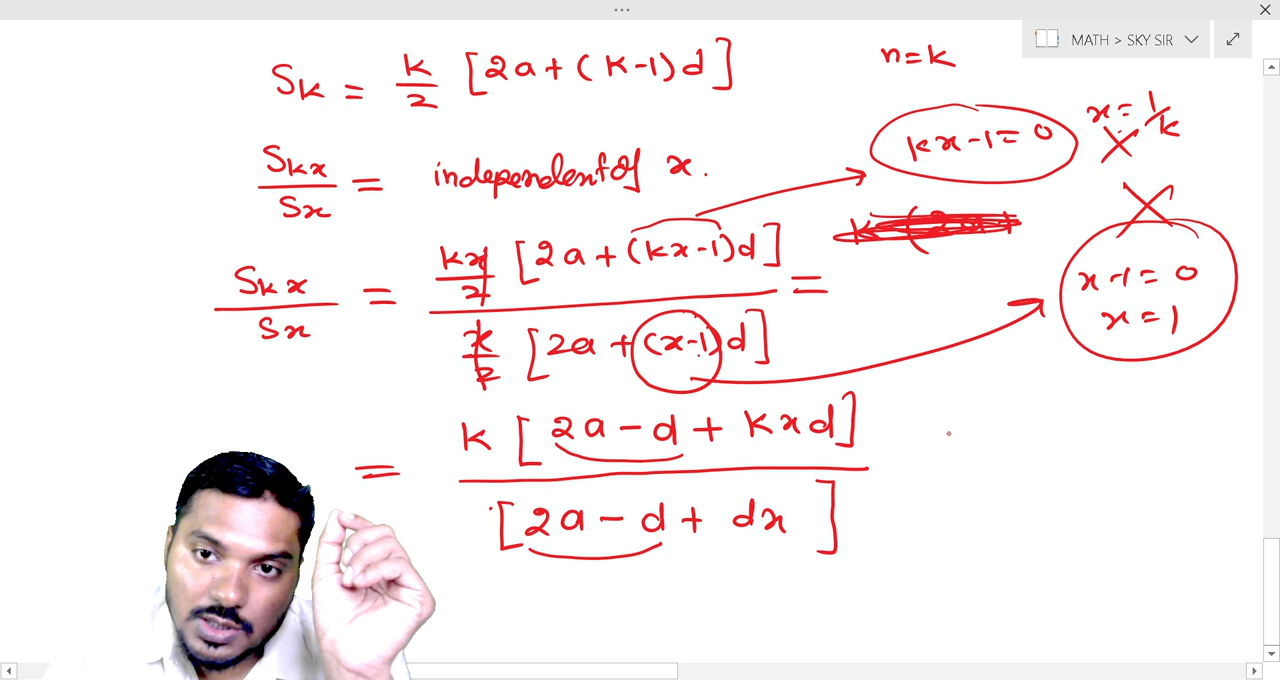 MATH > SKY SIR
Sk = k/2 [2a + (k-1)d]
n=k
Skx/Sx = independent of x.
kx-1=0
x=1/k
Skx/Sx = kx/2 [2a + (kx-1)d] / x/2 [2a + (x-1)d] =
x-1=0
x=1
= k [2a-d + kxd] / [2a-d + dx]